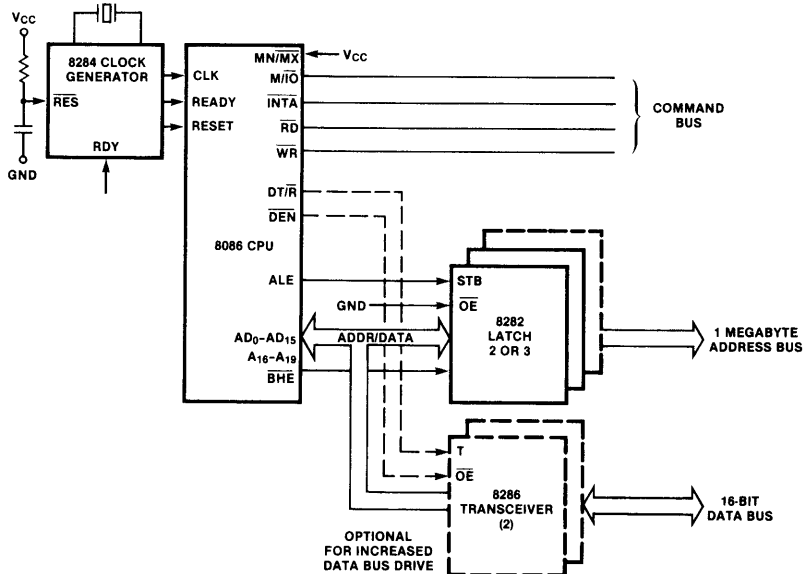 VCC
8284 CLOCK
GENERATOR
RES
RDY
GND
CLK
READY
RESET
8086 CPU
MN/MX
VCC
M/IO
INTA
RD
WR
COMMAND
BUS
DT/R
DEN
ALE
STB
GND
OE
8282
LATCH
2 OR 3
AD0–AD15
A16–A19
ADDR/DATA
BHE
1 MEGABYTE
ADDRESS BUS
T
OE
8286
TRANSCEIVER
(2)
16-BIT
DATA BUS
OPTIONAL
FOR INCREASED
DATA BUS DRIVE